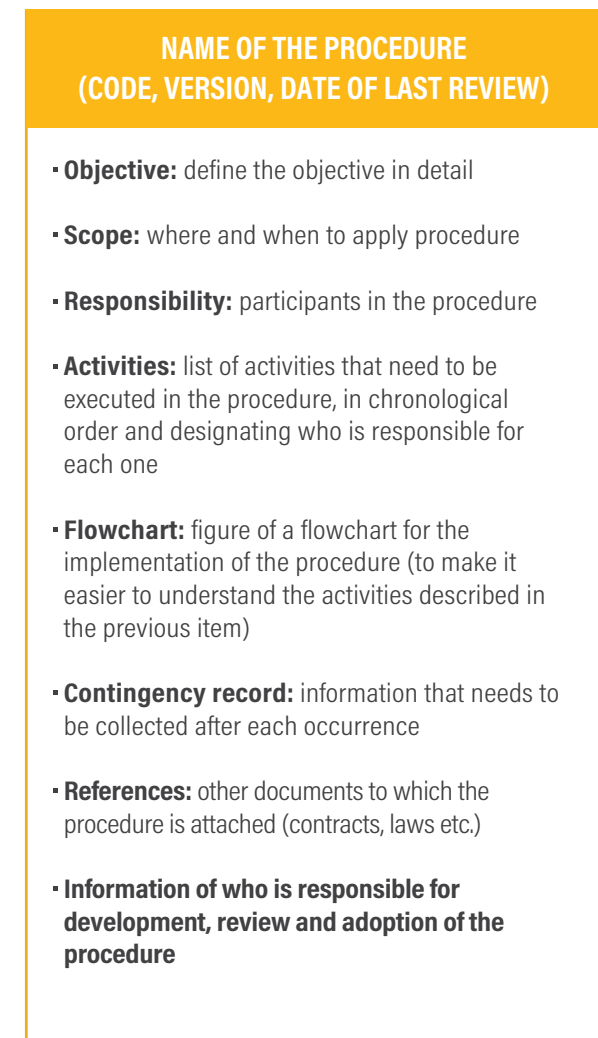 NAME OF THE PROCEDURE
(CODE, VERSION, DATE OF LAST REVIEW)
▪ Objective: define the objective in detail
▪ Scope: where and when to apply procedure
▪ Responsibility: participants in the procedure
▪ Activities: list of activities that need to be
executed in the procedure, in chronological
order and designating who is responsible for
each one
▪ Flowchart: figure of a flowchart for the
implementation of the procedure (to make it
easier to understand the activities described in
the previous item)
▪ Contingency record: information that needs to
be collected after each occurrence
▪ References: other documents to which the
procedure is attached (contracts, laws etc.)
▪ Information of who is responsible for
development, review and adoption of the
procedure